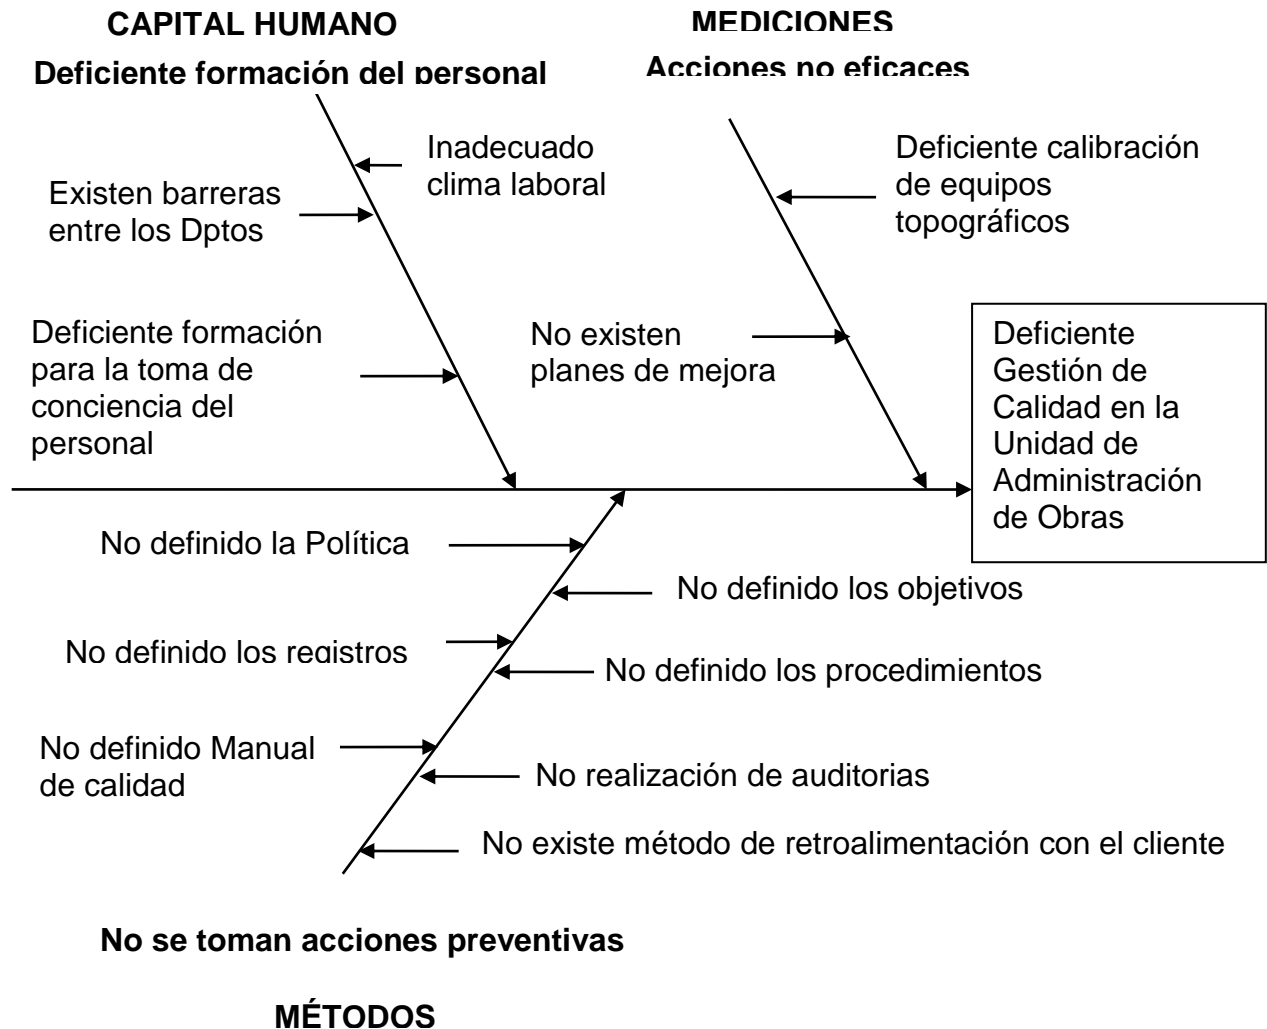 CAPITAL HUMANO
MEDICIONES
Deficiente formación del personal
Acciones no eficaces
Inadecuado
clima laboral
Deficiente calibración
de equipos
topográficos
Existen barreras
entre los Dptos
Deficiente formación
para la toma de
conciencia del
personal
No existen
planes de mejora
Deficiente
Gestión de
Calidad en la
Unidad de
Administración
de Obras
No definido la Política
No definido los objetivos
No definido los registros
No definido los procedimientos
No definido Manual
de calidad
No realización de auditorias
No existe método de retroalimentación con el cliente
No se toman acciones preventivas
MÉTODOS